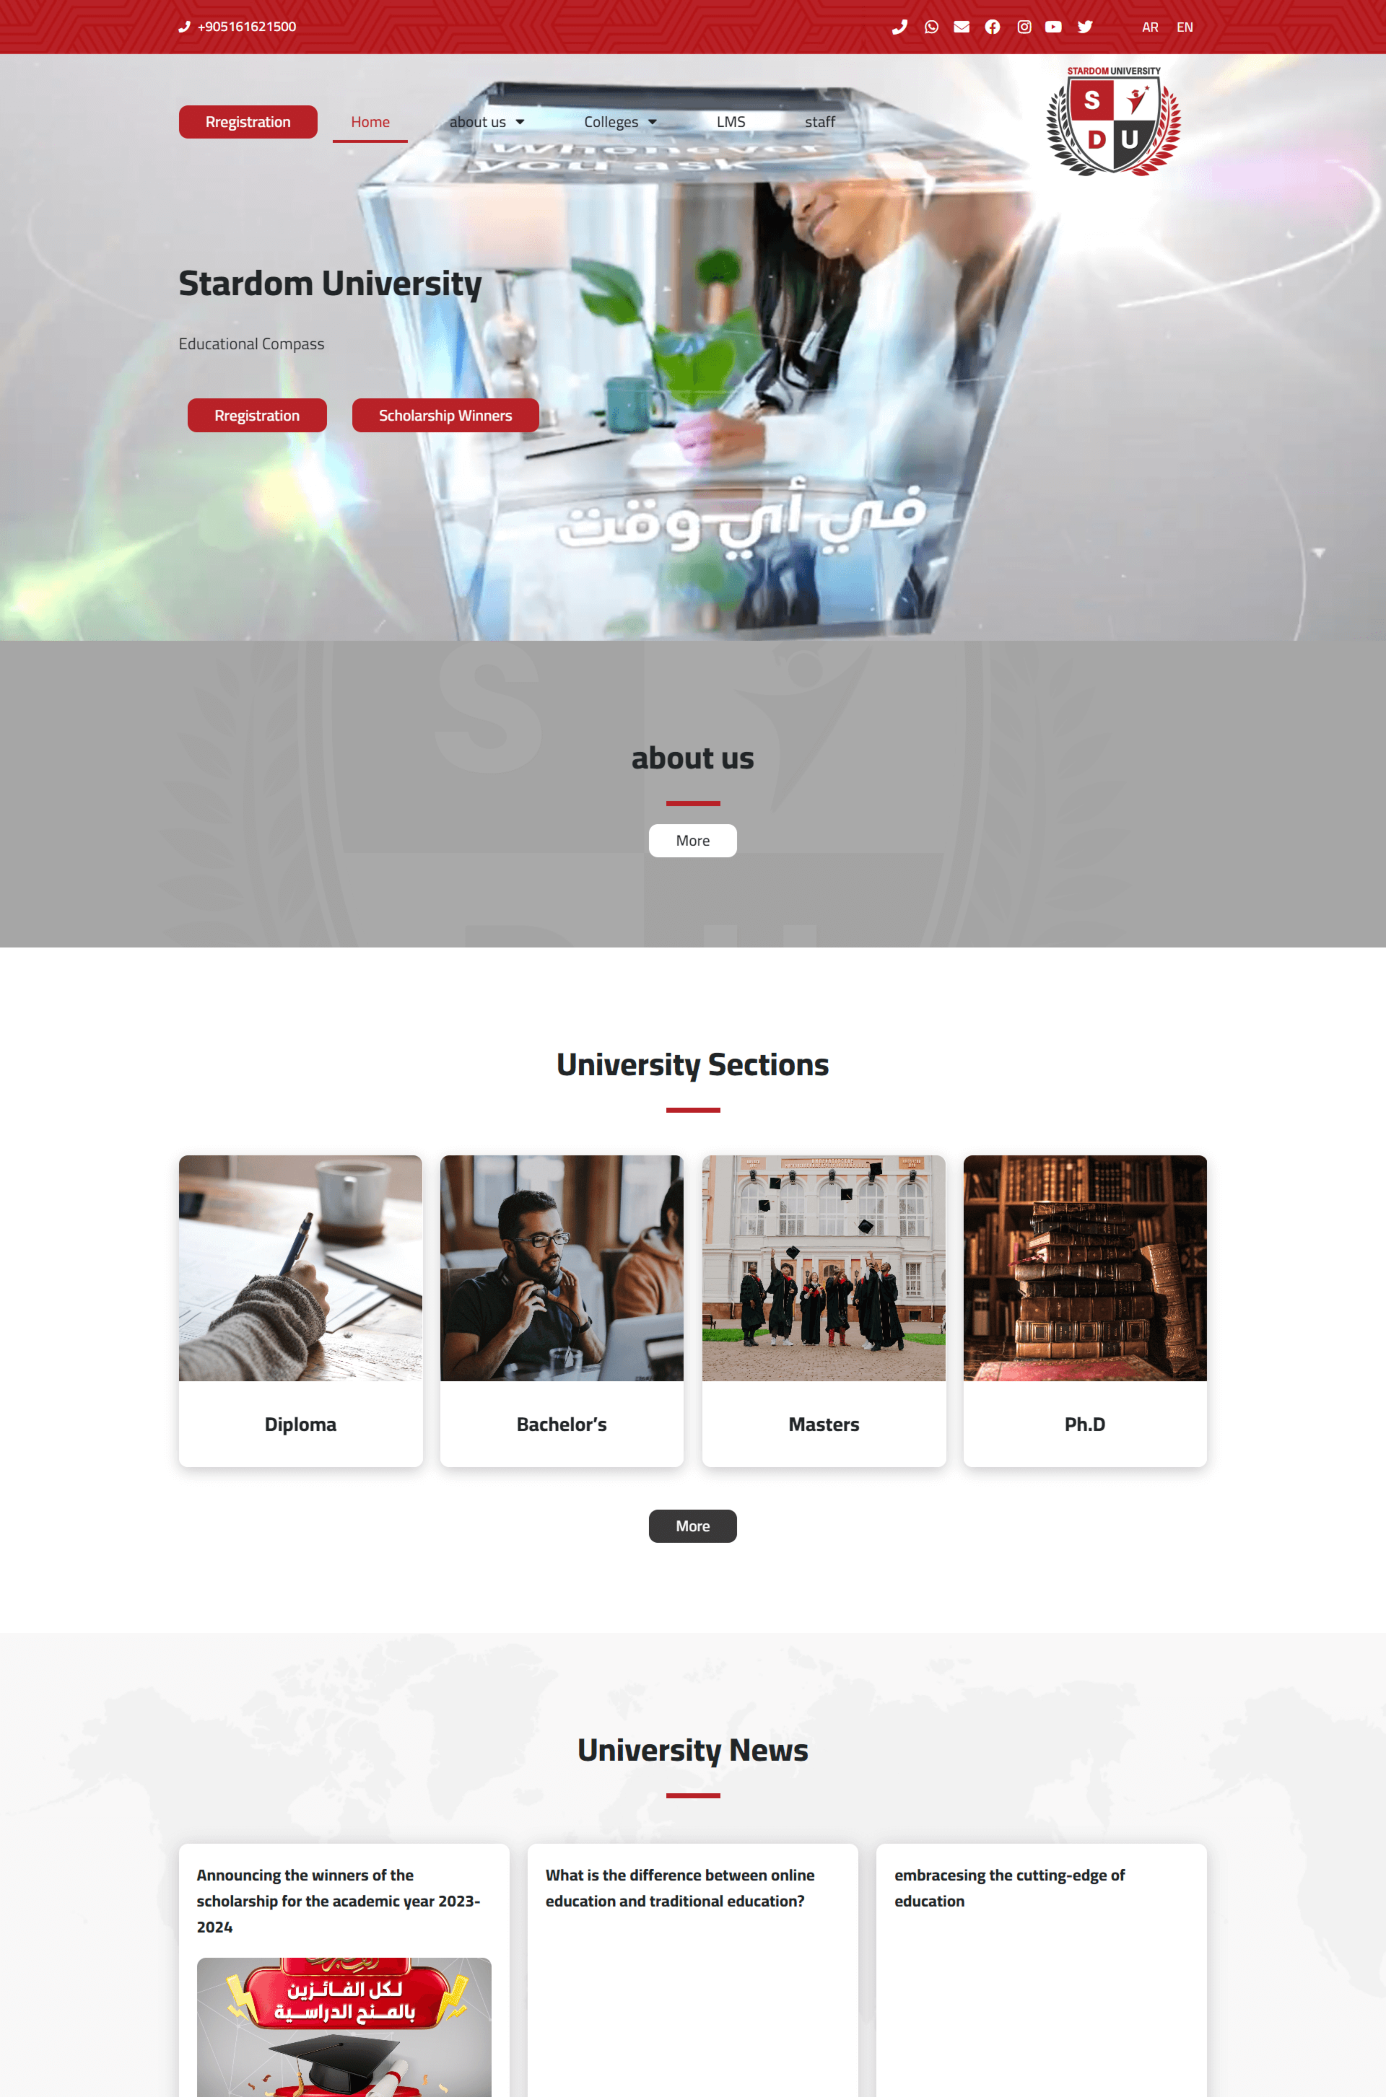 +905161621500
AR EN
STARDOM UNIVERSITY
S
D U
Rregistration Home about us Colleges LMS staff
Whenever
you ask
Stardom University
Educational Compass
Rregistration Scholarship Winners
في أي وقت
about us
More
University Sections
Diploma Bachelor’s Masters Ph.D
More
University News
Announcing the winners of the
scholarship for the academic year 2023-
2024
لكل الفائزين
بالمنح الدراسية
What is the difference between online
education and traditional education?
embracesing the cutting-edge of
education